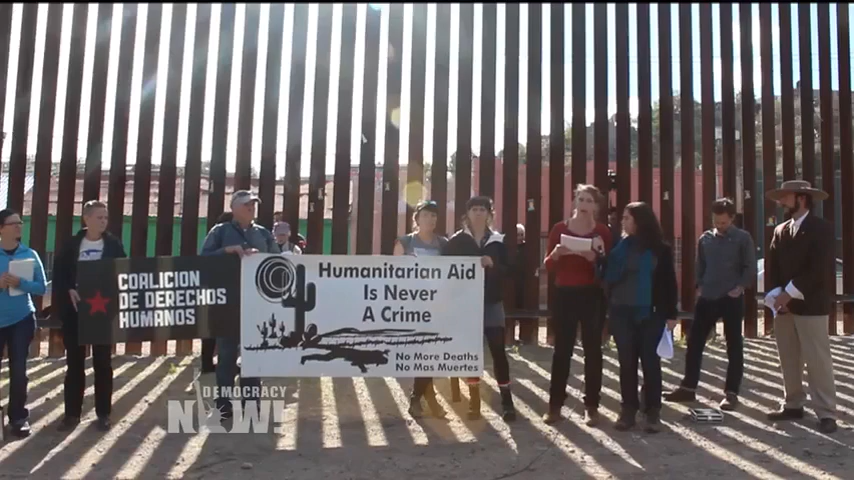 COALICION
DE DERECHOS
HUMANOS
Humanitarian Aid
Is Never
A Crime
No More Deaths
No Mas Muertes
DEMOCRACY
NOW!